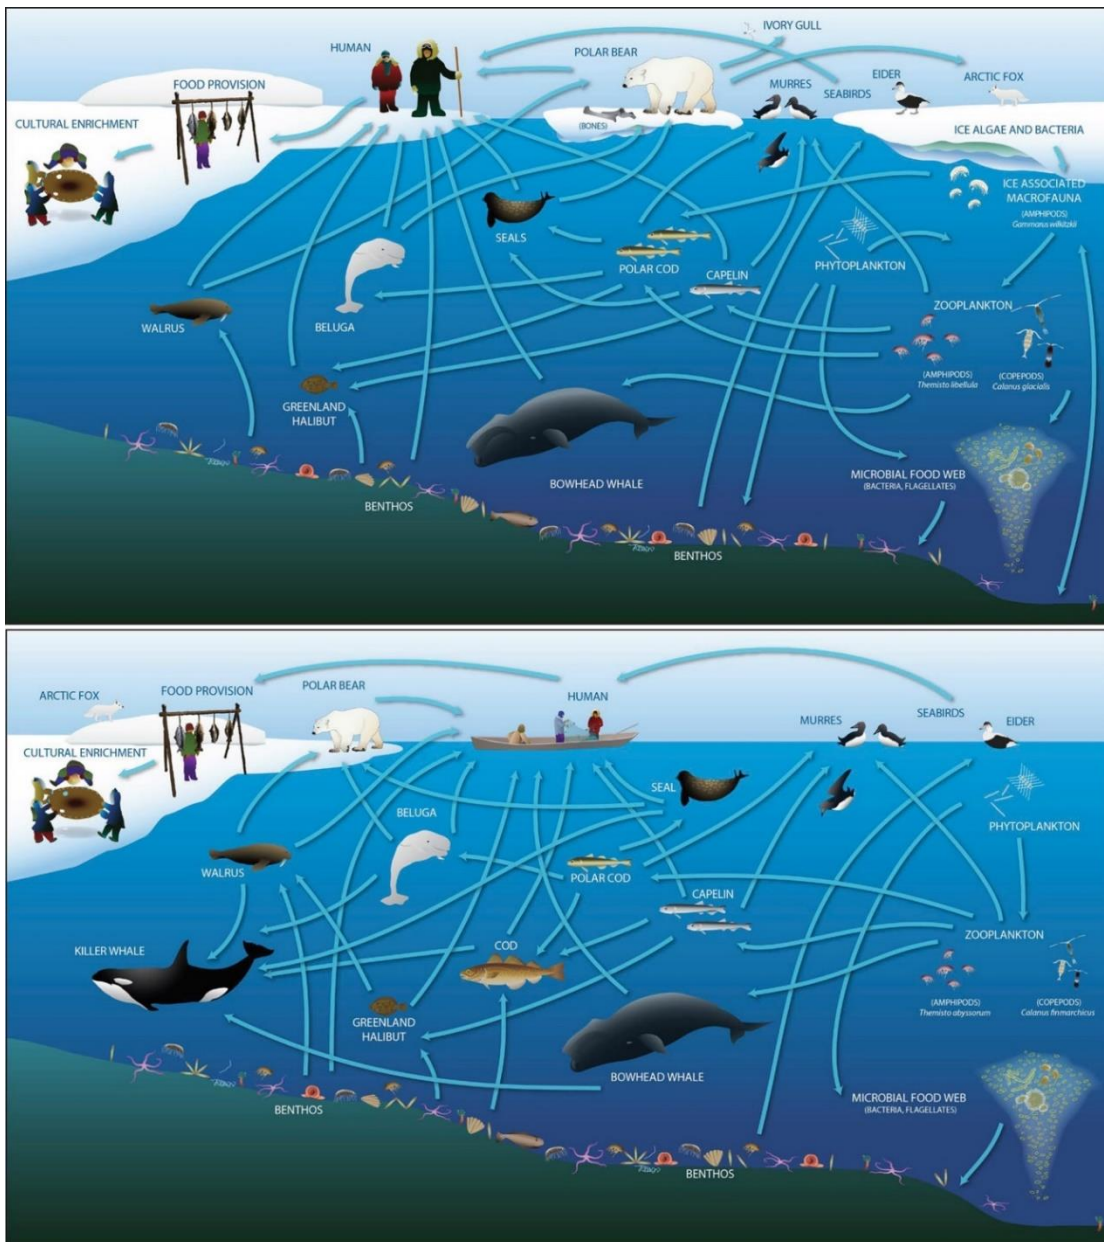 IVORY GULL
HUMAN
POLAR BEAR
FOOD PROVISION
MURRES
SEABIRDS
EIDER
ARCTIC FOX
CULTURAL ENRICHMENT
(BONES)
ICE ALGAE AND BACTERIA
ICE ASSOCIATED
MACROFAUNA
(AMPHIPODS)
Gammarus wilkitzkii
SEALS
POLAR COD
CAPELIN
PHYTOPLANKTON
WALRUS
BELUGA
ZOOPLANKTON
(AMPHIPODS)
Themisto libellula
(COPEPODS)
Calanus glacialis
GREENLAND
HALIBUT
BOWHEAD WHALE
MICROBIAL FOOD WEB
(BACTERIA, FLAGELLATES)
BENTHOS
BENTHOS
ARCTIC FOX
FOOD PROVISION
POLAR BEAR
HUMAN
MURRES
SEABIRDS
EIDER
CULTURAL ENRICHMENT
SEAL
BELUGA
PHYTOPLANKTON
WALRUS
POLAR COD
CAPELIN
KILLER WHALE
COD
ZOOPLANKTON
(AMPHIPODS)
Themisto abyssorum
(COPEPODS)
Calanus finmarchicus
GREENLAND
HALIBUT
BOWHEAD WHALE
MICROBIAL FOOD WEB
(BACTERIA, FLAGELLATES)
BENTHOS
BENTHOS